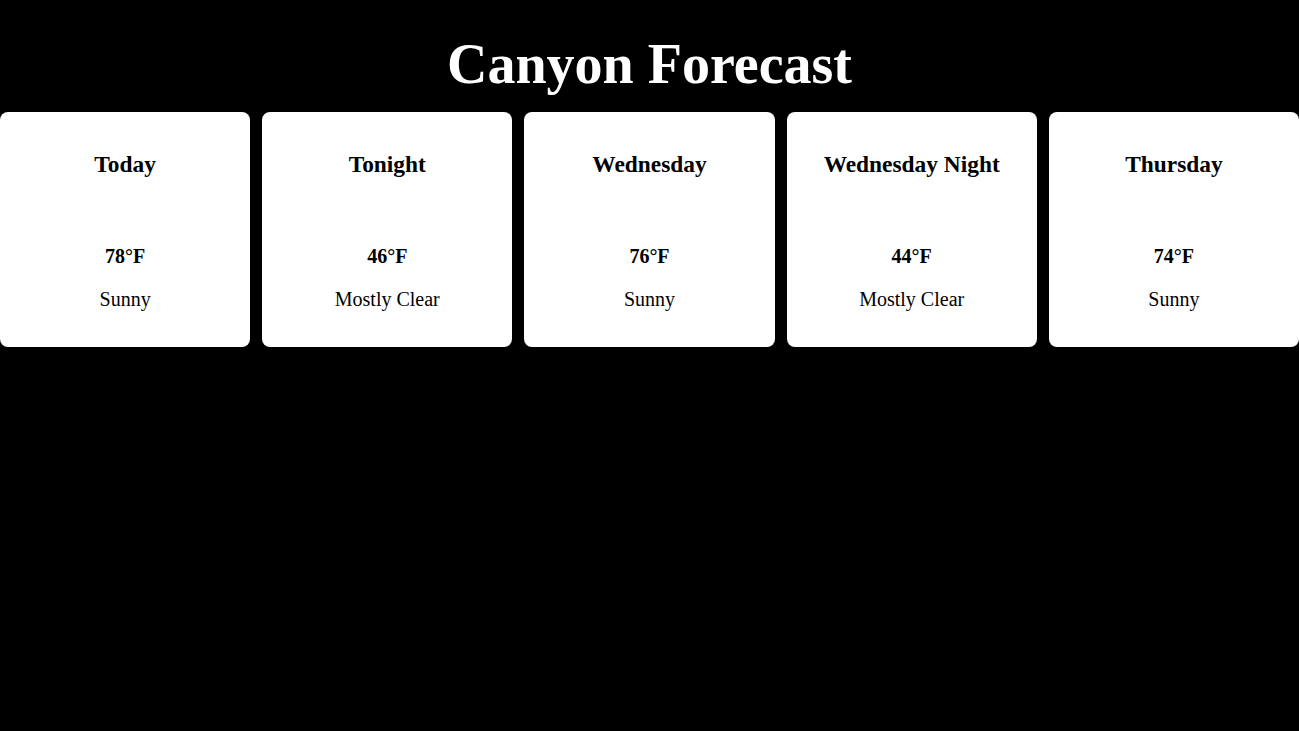 Canyon Forecast
Today
78°F
Sunny
Tonight
46°F
Mostly Clear
Wednesday
76°F
Sunny
Wednesday Night
44°F
Mostly Clear
Thursday
74°F
Sunny